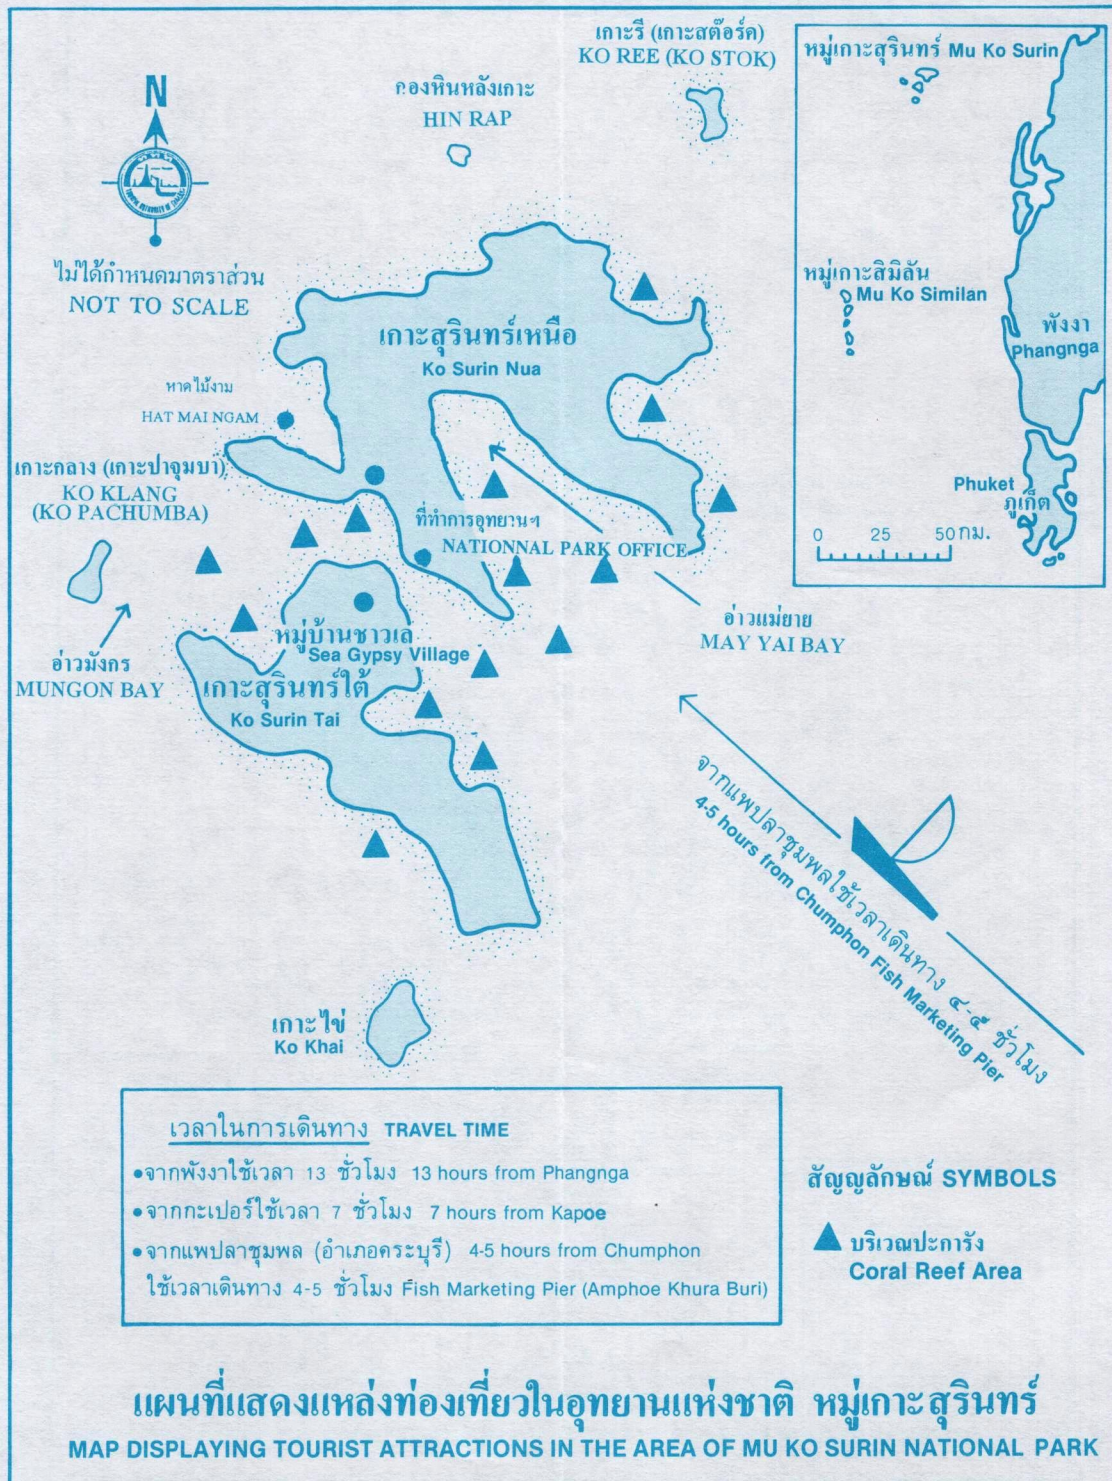 เกาะรี (เกาะสต๊อร์ค)
KO REE (KO STOK)
กองหินหลังเกาะ
HIN RAP
N
ไม่ได้กำหนดมาตราส่วน
NOT TO SCALE
หมู่เกาะสุรินทร์ Mu Ko Surin
หมู่เกาะสิมิลัน
Mu Ko Similan
พังงา
Phangnga
Phuket
ภูเก็ต
0 25 50 กม.
เกาะสุรินทร์เหนือ
Ko Surin Nua
หาดไม้งาม
HAT MAI NGAM
เกาะกลาง (เกาะปาจุมบา)
KO KLANG
(KO PACHUMBA)
ที่ทำการอุทยานฯ
NATIONNAL PARK OFFICE
อ่าวแม่ยาย
MAY YAI BAY
อ่าวมังกร
MUNGON BAY
หมู่บ้านชาวเล
Sea Gypsy Village
เกาะสุรินทร์ใต้
Ko Surin Tai
จากแพปลาชุมพลใช้เวลาเดินทาง ๔-๕ ชั่วโมง
4-5 hours from Chumphon Fish Marketing Pier
เกาะไข่
Ko Khai
เวลาในการเดินทาง TRAVEL TIME
●จากพังงาใช้เวลา 13 ชั่วโมง 13 hours from Phangnga
●จากกะเปอร์ใช้เวลา 7 ชั่วโมง 7 hours from Kapoe
●จากแพปลาชุมพล (อำเภอคระบุรี) 4-5 hours from Chumphon
ใช้เวลาเดินทาง 4-5 ชั่วโมง Fish Marketing Pier (Amphoe Khura Buri)
สัญญลักษณ์ SYMBOLS
▲ บริเวณปะการัง
Coral Reef Area
แผนที่แสดงแหล่งท่องเที่ยวในอุทยานแห่งชาติ หมู่เกาะสุรินทร์
MAP DISPLAYING TOURIST ATTRACTIONS IN THE AREA OF MU KO SURIN NATIONAL PARK